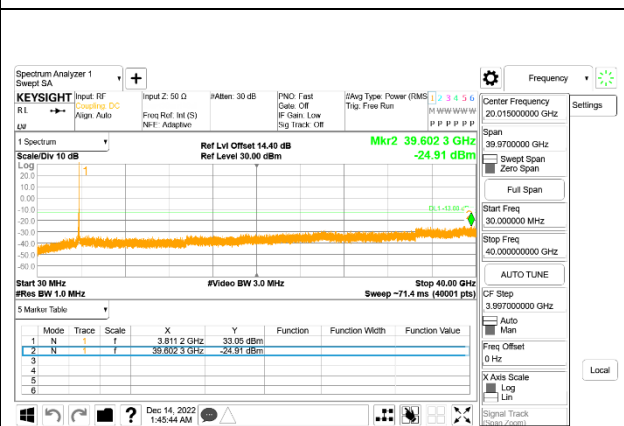 Spectrum Analyzer 1
Swept SA
+
Frequency
KEYSIGHT Input: RF Input Z: 50 Ω #Atten: 30 dB PNO: Fast #Avg Type: Power (RMS 1 2 3 4 5 6
RL Coupling: DC Gate: Off Trig: Free Run M W W W W W
Align: Auto Freq Ref: Int (S) IF Gain: Low
NFE: Adaptive Sig Track: Off P P P P P P
Center Frequency
20.015000000 GHz
Settings
Span
39.9700000 GHz
Swept Span
Zero Span
Full Span
Start Freq
30.000000 MHz
Stop Freq
40.000000000 GHz
AUTO TUNE
CF Step
3.997000000 GHz
Auto
Man
Freq Offset
0 Hz
X Axis Scale
Log
Lin
Local
Signal Track
(Span Zoom)
1 Spectrum
Ref Lvl Offset 14.40 dB Mkr2 39.602 3 GHz
Scale/Div 10 dB Ref Level 30.00 dBm -24.91 dBm
Log
1
20.0
10.0
0.00
-10.0
-20.0
-30.0
-40.0
-50.0
-60.0
Start 30 MHz #Video BW 3.0 MHz Stop 40.00 GHz
#Res BW 1.0 MHz Sweep ~71.4 ms (40001 pts)
5 Marker Table
Mode Trace Scale X Y Function Function Width Function Value
1 N 1 f 3.811 2 GHz 33.05 dBm
2 N 1 f 39.602 3 GHz -24.91 dBm
3
4
5
6
? Dec 14, 2022
1:45:44 AM